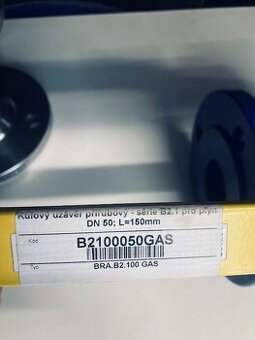 Kulový uzávěr přírubový - série B2.1 pro plyn
DN 50; L=150mm
Kód:
B2100050GAS
Typ:
BRA.B2.100 GAS